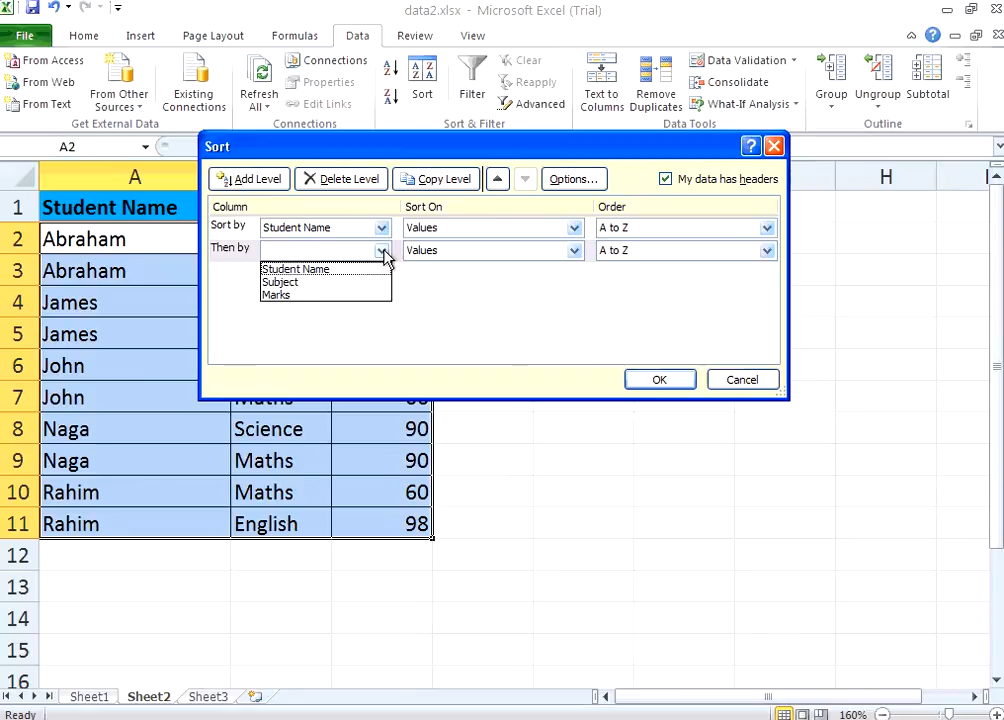 data2.xlsx - Microsoft Excel (Trial)
File Home Insert Page Layout Formulas Data Review View
From Access
From Web
From Text
From Other Sources
Existing Connections
Get External Data
Refresh All
Connections
Properties
Edit Links
Connections
Sort
Filter
Clear
Reapply
Advanced
Sort & Filter
Text to Columns
Remove Duplicates
Data Validation
Consolidate
What-If Analysis
Data Tools
Group
Ungroup
Subtotal
Outline
A2
Sort
Add Level Delete Level Copy Level Options... My data has headers
Column Sort On Order
Sort by Student Name Values A to Z
Then by Values A to Z
Student Name
Subject
Marks
OK Cancel
A H
1 Student Name
2 Abraham
3 Abraham
4 James
5 James
6 John
7 John Maths
8 Naga Science 90
9 Naga Maths 90
10 Rahim Maths 60
11 Rahim English 98
12
13
14
15
16
Sheet1 Sheet2 Sheet3
Ready 160%